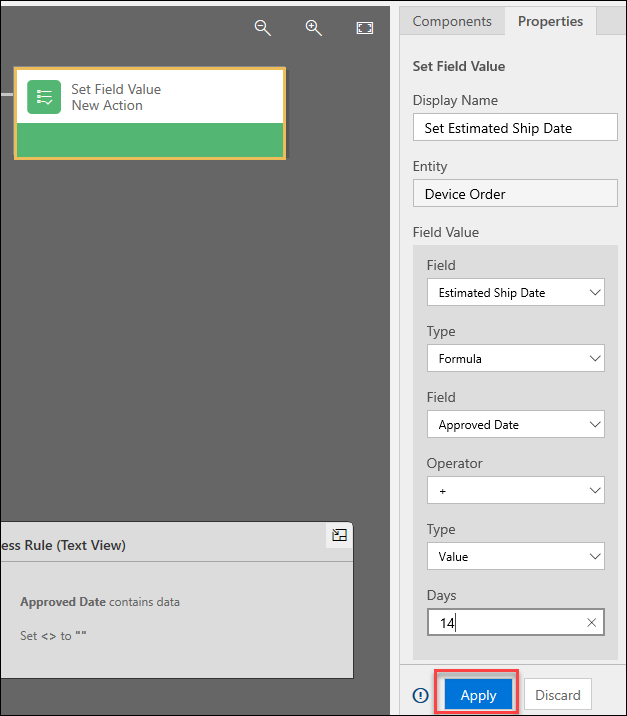 Components
Properties
Set Field Value
New Action
Set Field Value
Display Name
Set Estimated Ship Date
Entity
Device Order
Field Value
Field
Estimated Ship Date
Type
Formula
Field
Approved Date
Operator
+
Type
Value
Days
14
ess Rule (Text View)
Approved Date contains data
Set <> to ""
Apply
Discard